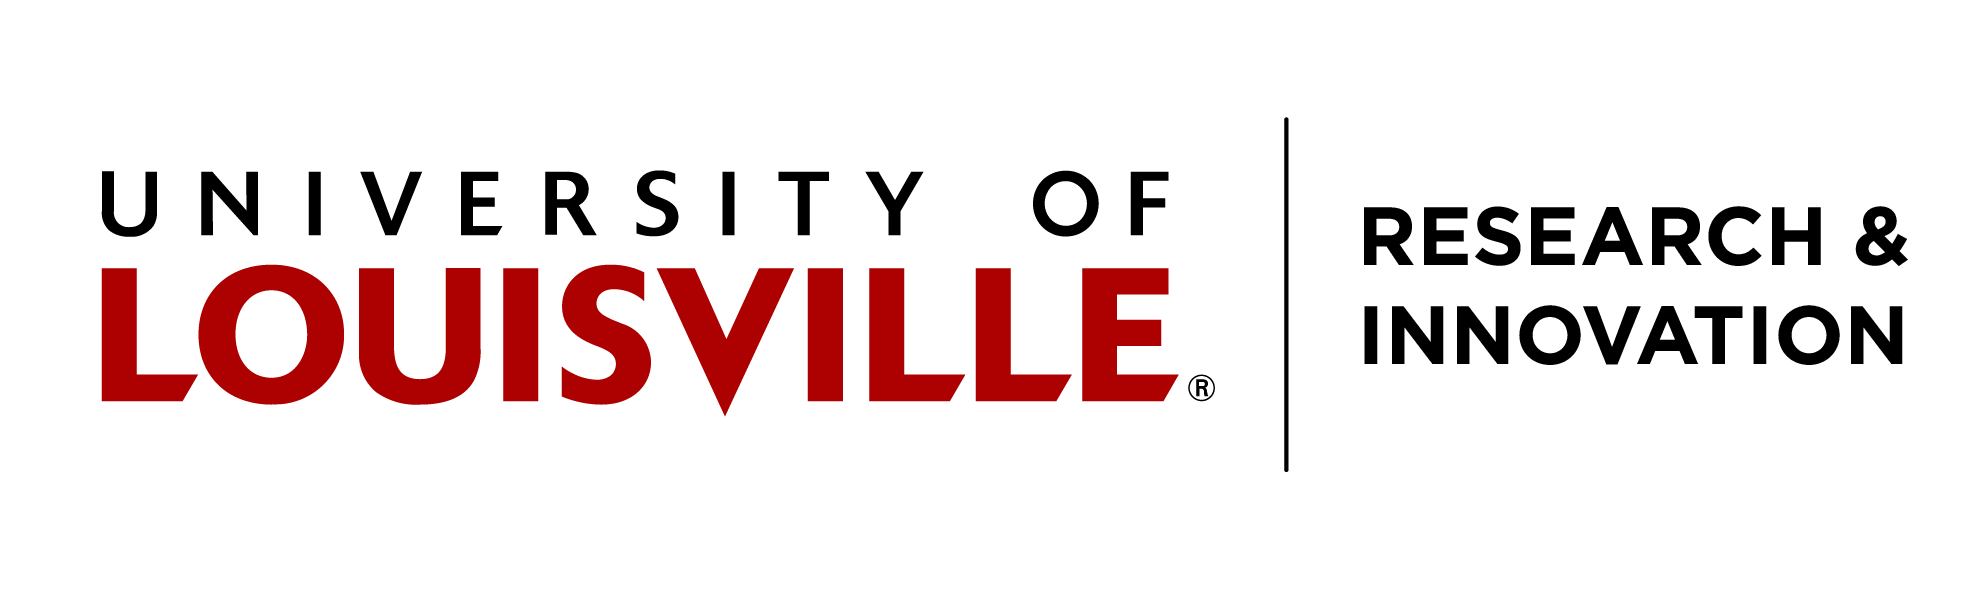 UNIVERSITY OF
LOUISVILLE®
RESEARCH &
INNOVATION